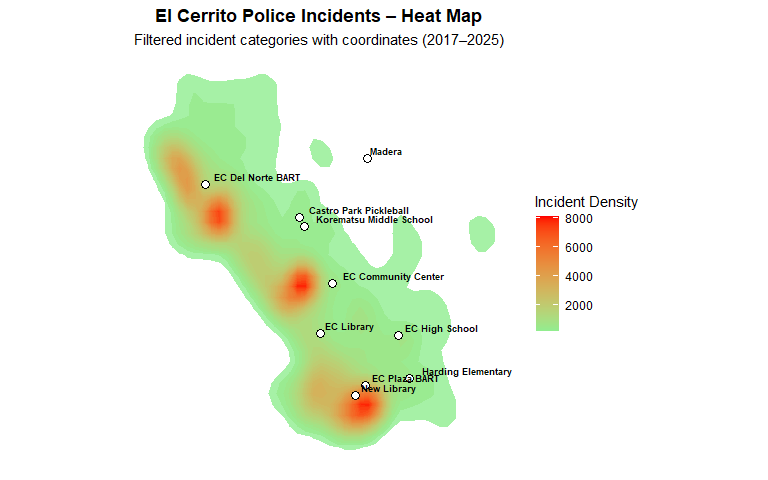 El Cerrito Police Incidents – Heat Map
Filtered incident categories with coordinates (2017–2025)
Madera
EC Del Norte BART
Castro Park Pickleball
Korematsu Middle School
EC Community Center
EC Library
EC High School
Harding Elementary
EC Plaza BART
New Library
Incident Density
8000
6000
4000
2000